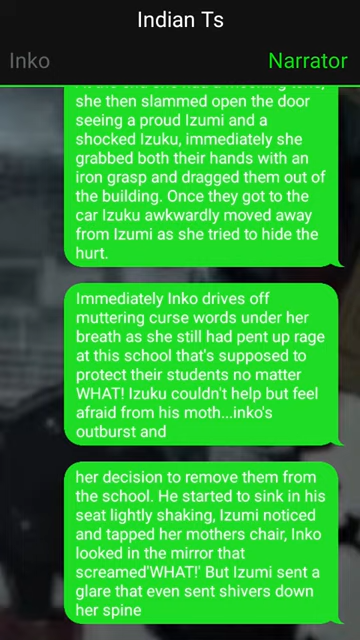 Indian Ts
Inko
Narrator
she then slammed open the door
seeing a proud Izumi and a
shocked Izuku, immediately she
grabbed both their hands with an
iron grasp and dragged them out of
the building. Once they got to the
car Izuku awkwardly moved away
from Izumi as she tried to hide the
hurt.
Immediately Inko drives off
muttering curse words under her
breath as she still had pent up rage
at this school that's supposed to
protect their students no matter
WHAT! Izuku couldn't help but feel
afraid from his moth...inko's
outburst and
her decision to remove them from
the school. He started to sink in his
seat lightly shaking, Izumi noticed
and tapped her mothers chair, Inko
looked in the mirror that
screamed'WHAT!' But Izumi sent a
glare that even sent shivers down
her spine